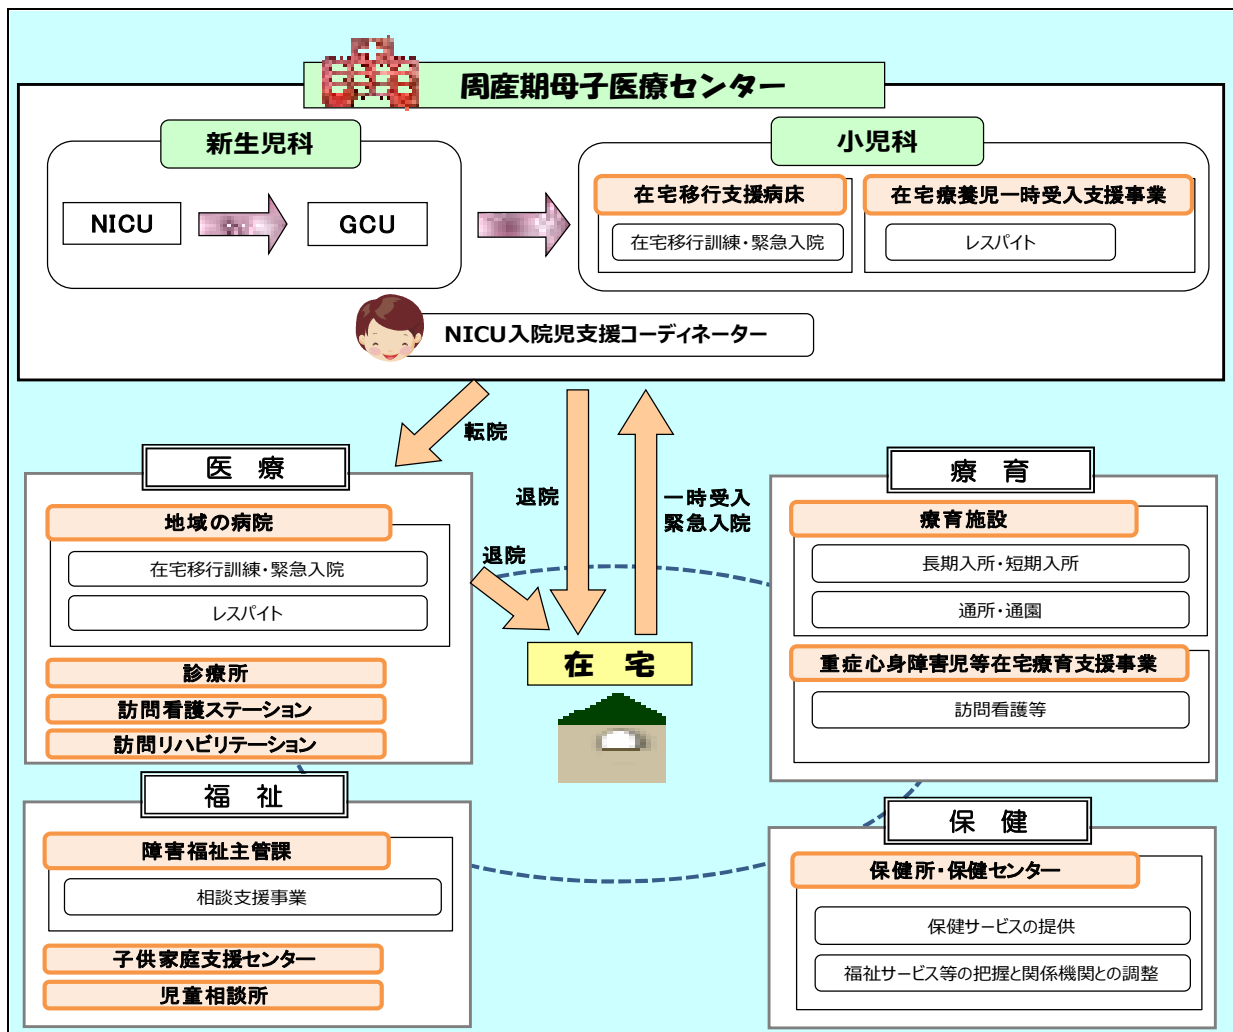 周産期母子医療センター
新生児科
NICU
GCU
小児科
在宅移行支援病床
在宅移行訓練・緊急入院
在宅療養児一時受入支援事業
レスパイト
NICU入院児支援コーディネーター
転院
退院
一時受入
緊急入院
医 療
地域の病院
在宅移行訓練・緊急入院
レスパイト
診療所
訪問看護ステーション
訪問リハビリテーション
退院
在 宅
療 育
療育施設
長期入所・短期入所
通所・通園
重症心身障害児等在宅療育支援事業
訪問看護等
福 祉
障害福祉主管課
相談支援事業
子供家庭支援センター
児童相談所
保 健
保健所・保健センター
保健サービスの提供
福祉サービス等の把握と関係機関との調整